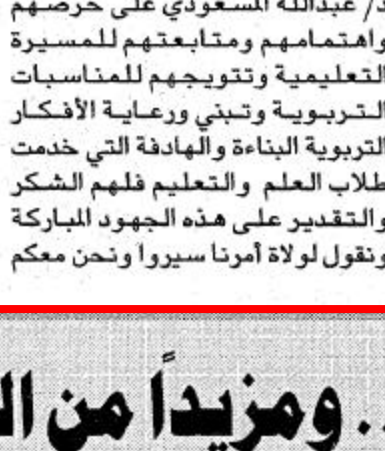 د/ عبدالله المسعودي على حرصهم
واهتمامهم ومتابعتهم للمسيرة
التعليمية وتتويجهم للمناسبات
التربوية وتبني ورعاية الأفكار
التربوية البناءة والهادفة التي خدمت
طلاب العلم والتعليم فلهم الشكر
والتقدير على هذه الجهود المباركة
ونقول لولاة أمرنا سيروا ونحن معكم
.. ومزيداً من